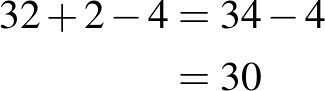 32 + 2 − 4 = 34 − 4
= 30